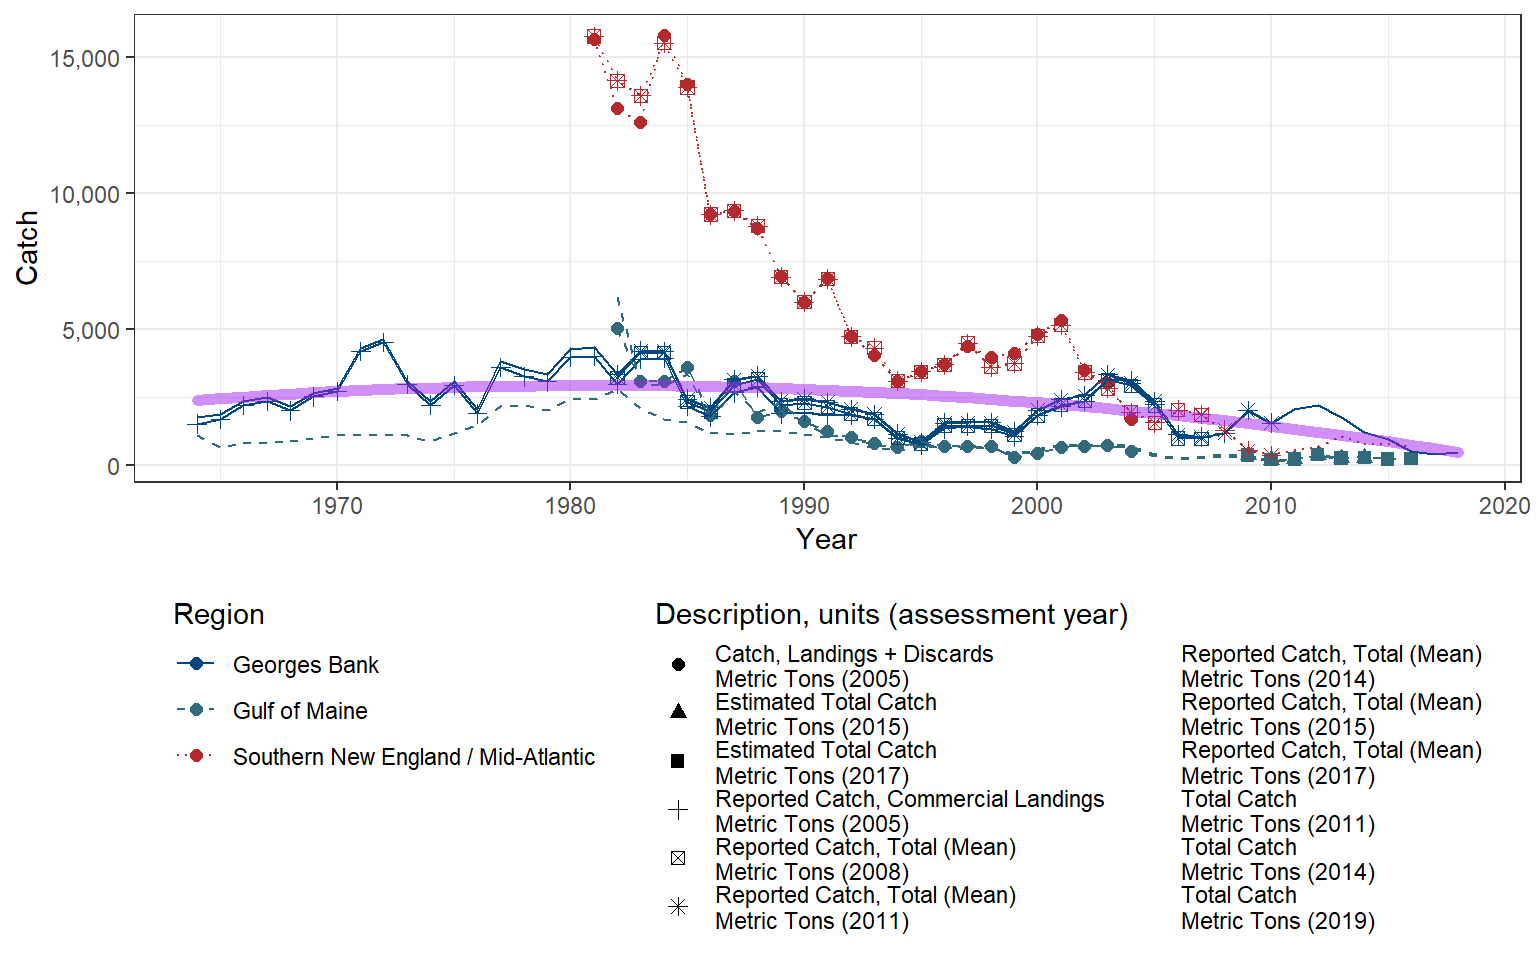 15,000
10,000
5,000
0
Catch
1970
1980
1990
2000
2010
2020
Year
Region
Georges Bank
Gulf of Maine
Southern New England / Mid-Atlantic
Description, units (assessment year)
Catch, Landings + Discards
Metric Tons (2005)
Estimated Total Catch
Metric Tons (2015)
Estimated Total Catch
Metric Tons (2017)
Reported Catch, Commercial Landings
Metric Tons (2005)
Reported Catch, Total (Mean)
Metric Tons (2008)
Reported Catch, Total (Mean)
Metric Tons (2011)
Reported Catch, Total (Mean)
Metric Tons (2014)
Reported Catch, Total (Mean)
Metric Tons (2015)
Reported Catch, Total (Mean)
Metric Tons (2017)
Total Catch
Metric Tons (2011)
Total Catch
Metric Tons (2014)
Total Catch
Metric Tons (2019)